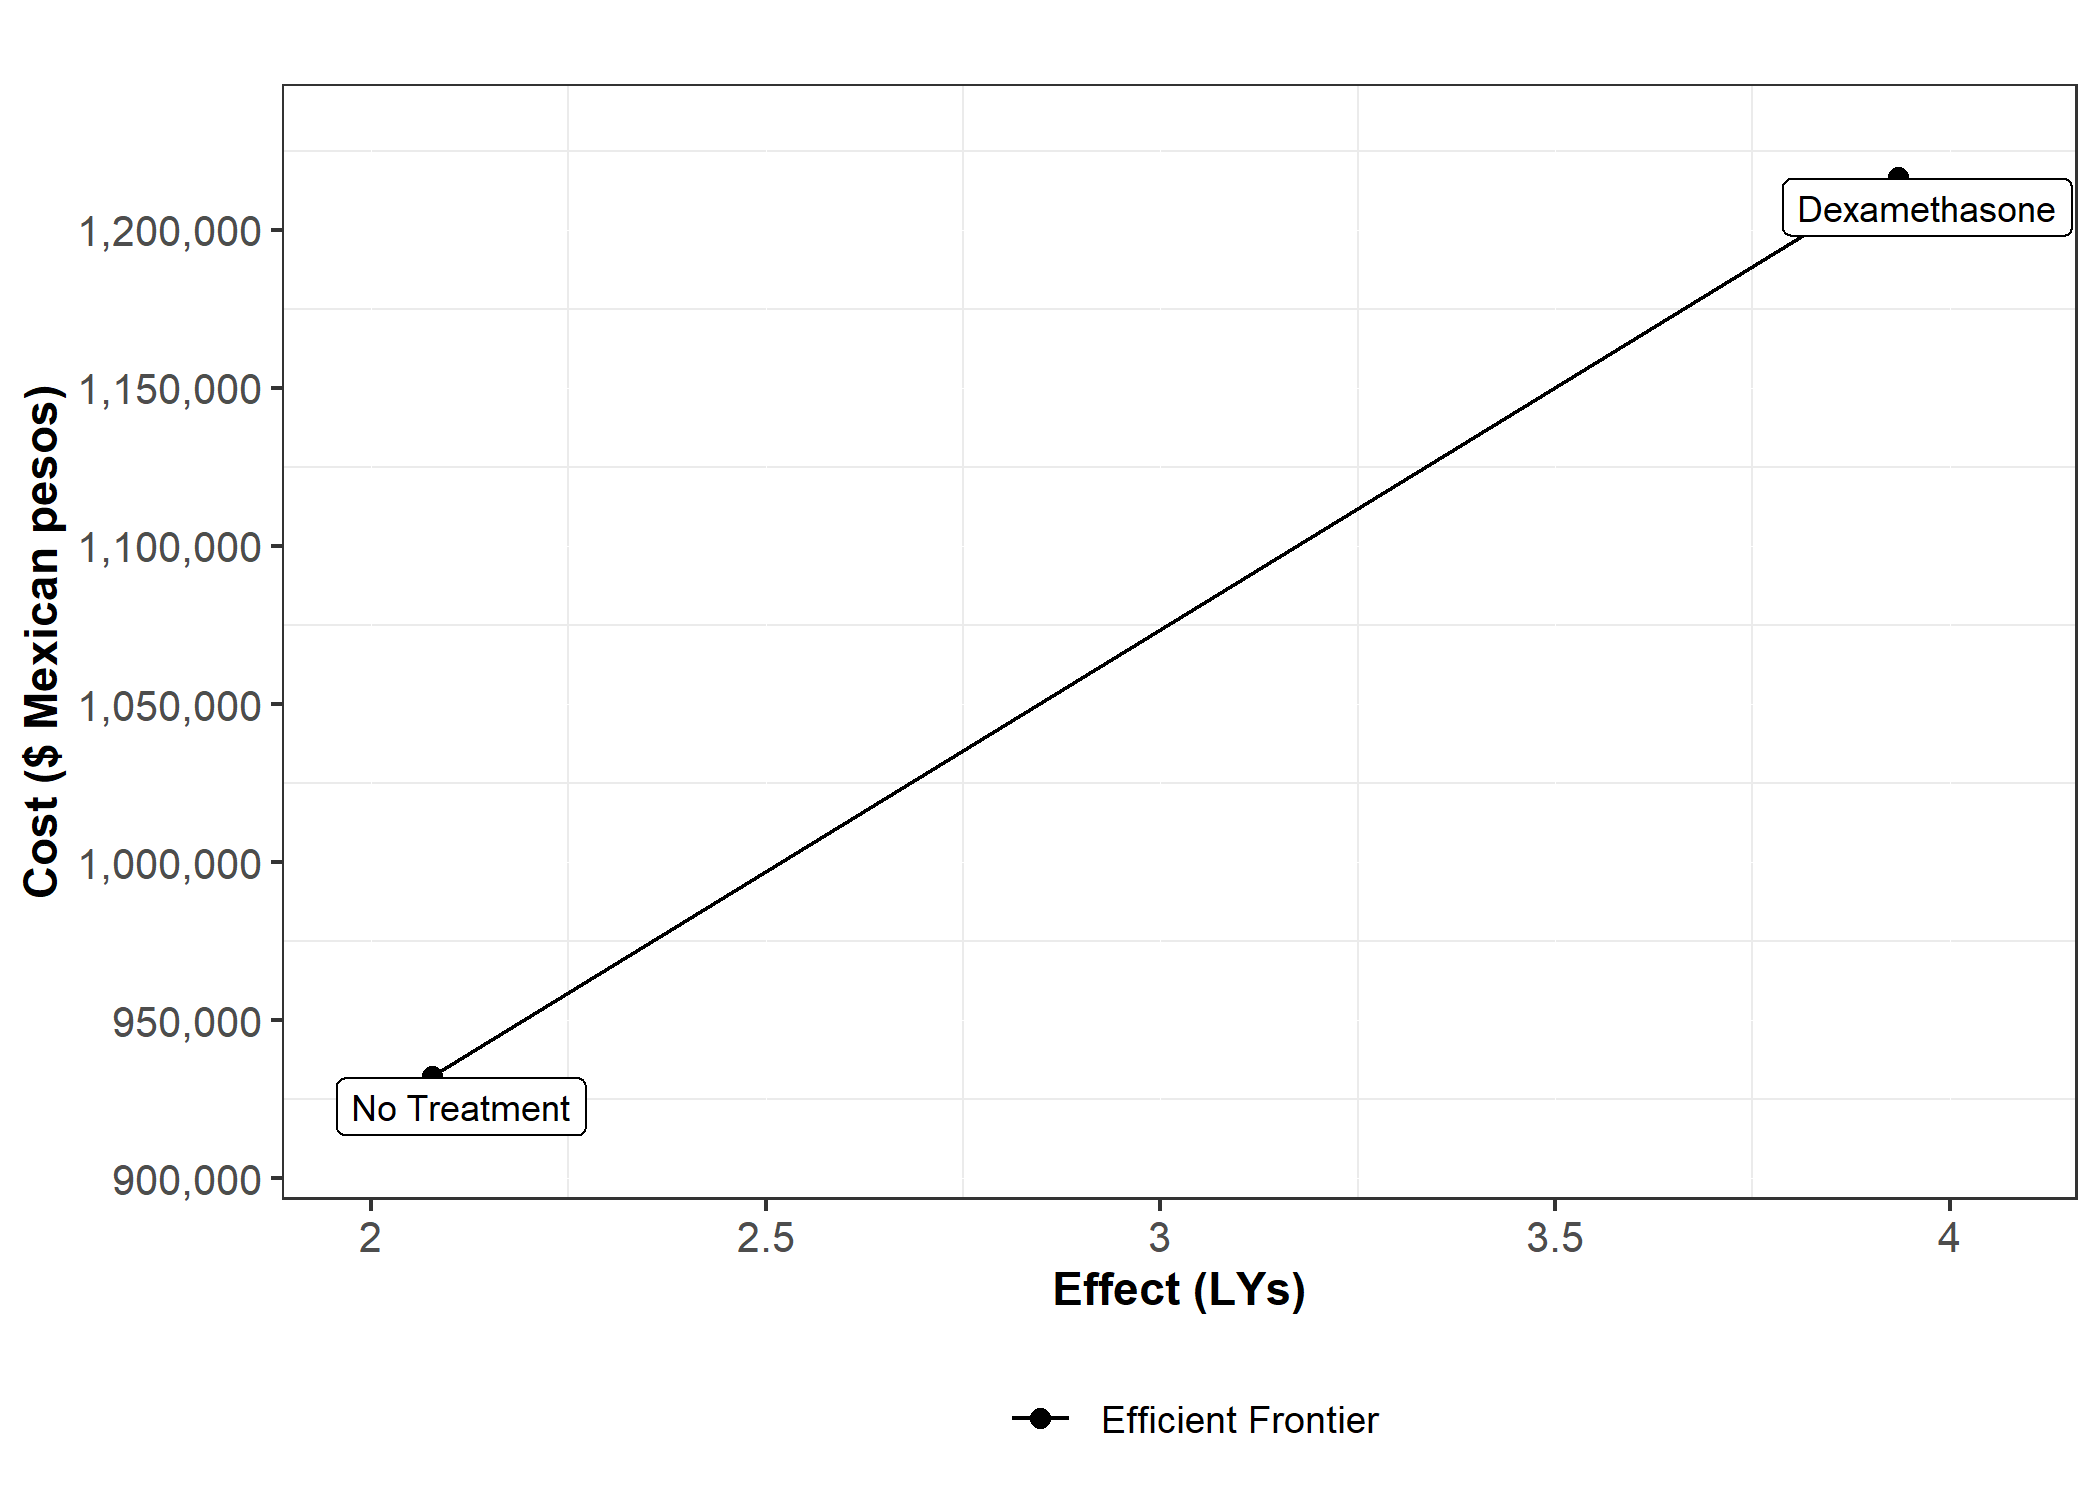 Cost ($ Mexican pesos)
1,200,000
1,150,000
1,100,000
1,050,000
1,000,000
950,000
900,000
Dexamethasone
No Treatment
2 2.5 3 3.5 4
Effect (LYs)
Efficient Frontier